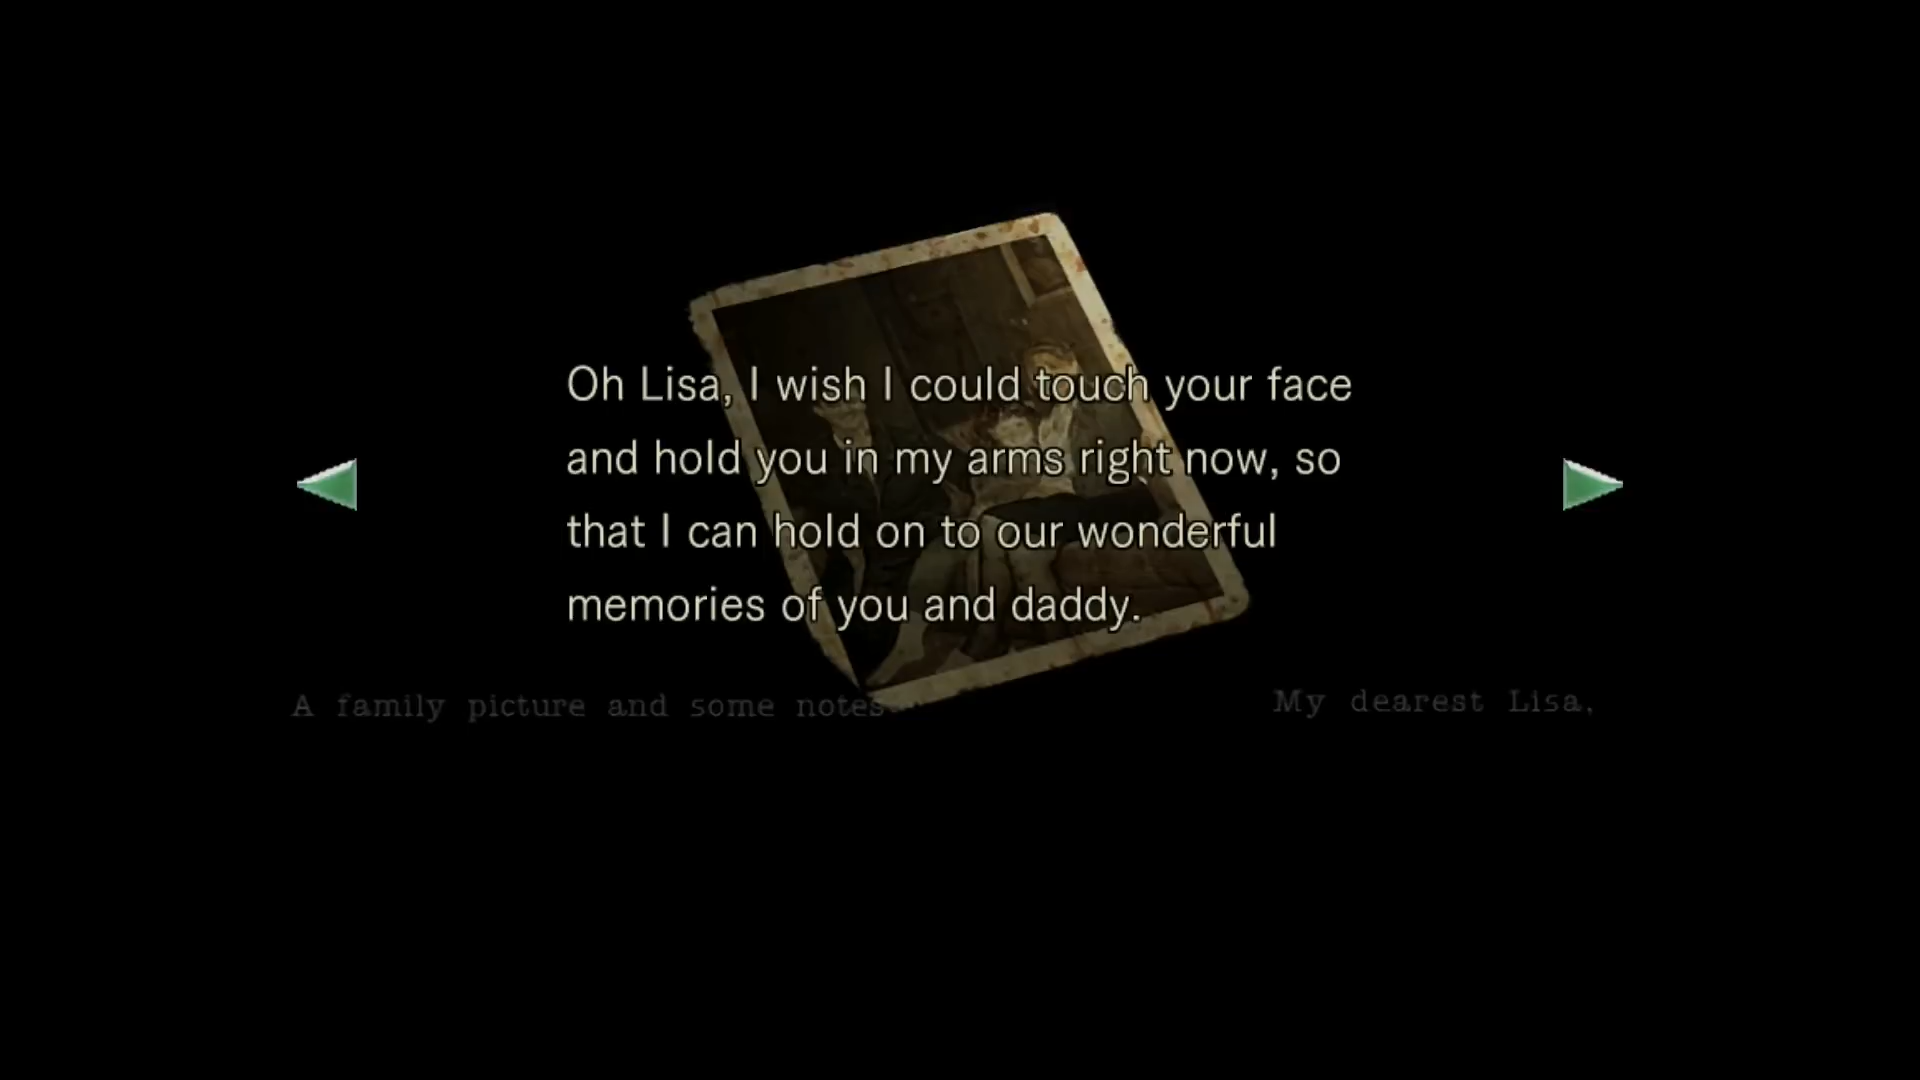 Oh Lisa, I wish I could touch your face
and hold you in my arms right now, so
that I can hold on to our wonderful
memories of you and daddy.
A family picture and some notes
My dearest Lisa,